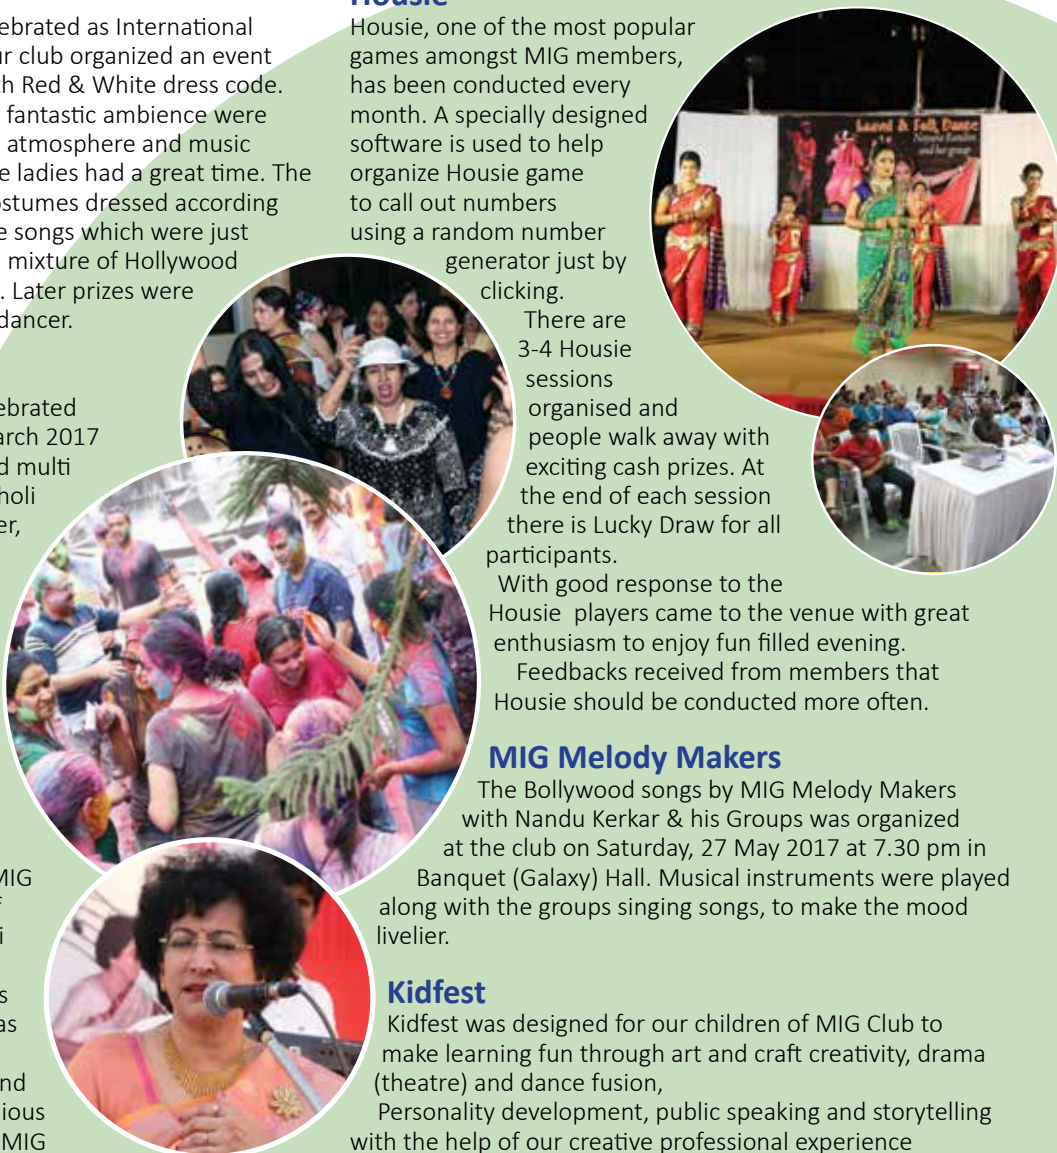 ebrated as International
r club organized an event
h Red & White dress code.
fantastic ambience were
atmosphere and music
e ladies had a great time. The
ostumes dressed according
e songs which were just
mixture of Hollywood
. Later prizes were
dancer.
ebrated
arch 2017
d multi
holi
er,
MIG
i
s
as
nd
ious
MIG
Housie
Housie, one of the most popular
games amongst MIG members,
has been conducted every
month. A specially designed
software is used to help
organize Housie game
to call out numbers
using a random number
generator just by
clicking.
There are
3-4 Housie
sessions
organised and
people walk away with
exciting cash prizes. At
the end of each session
there is Lucky Draw for all
participants.
With good response to the
Housie players came to the venue with great
enthusiasm to enjoy fun filled evening.
Feedbacks received from members that
Housie should be conducted more often.
MIG Melody Makers
The Bollywood songs by MIG Melody Makers
with Nandu Kerkar & his Groups was organized
at the club on Saturday, 27 May 2017 at 7.30 pm in
Banquet (Galaxy) Hall. Musical instruments were played
along with the groups singing songs, to make the mood
livelier.
Kidfest
Kidfest was designed for our children of MIG Club to
make learning fun through art and craft creativity, drama
(theatre) and dance fusion,
Personality development, public speaking and storytelling
with the help of our creative professional experience
Laavni & Folk Dance
and her group